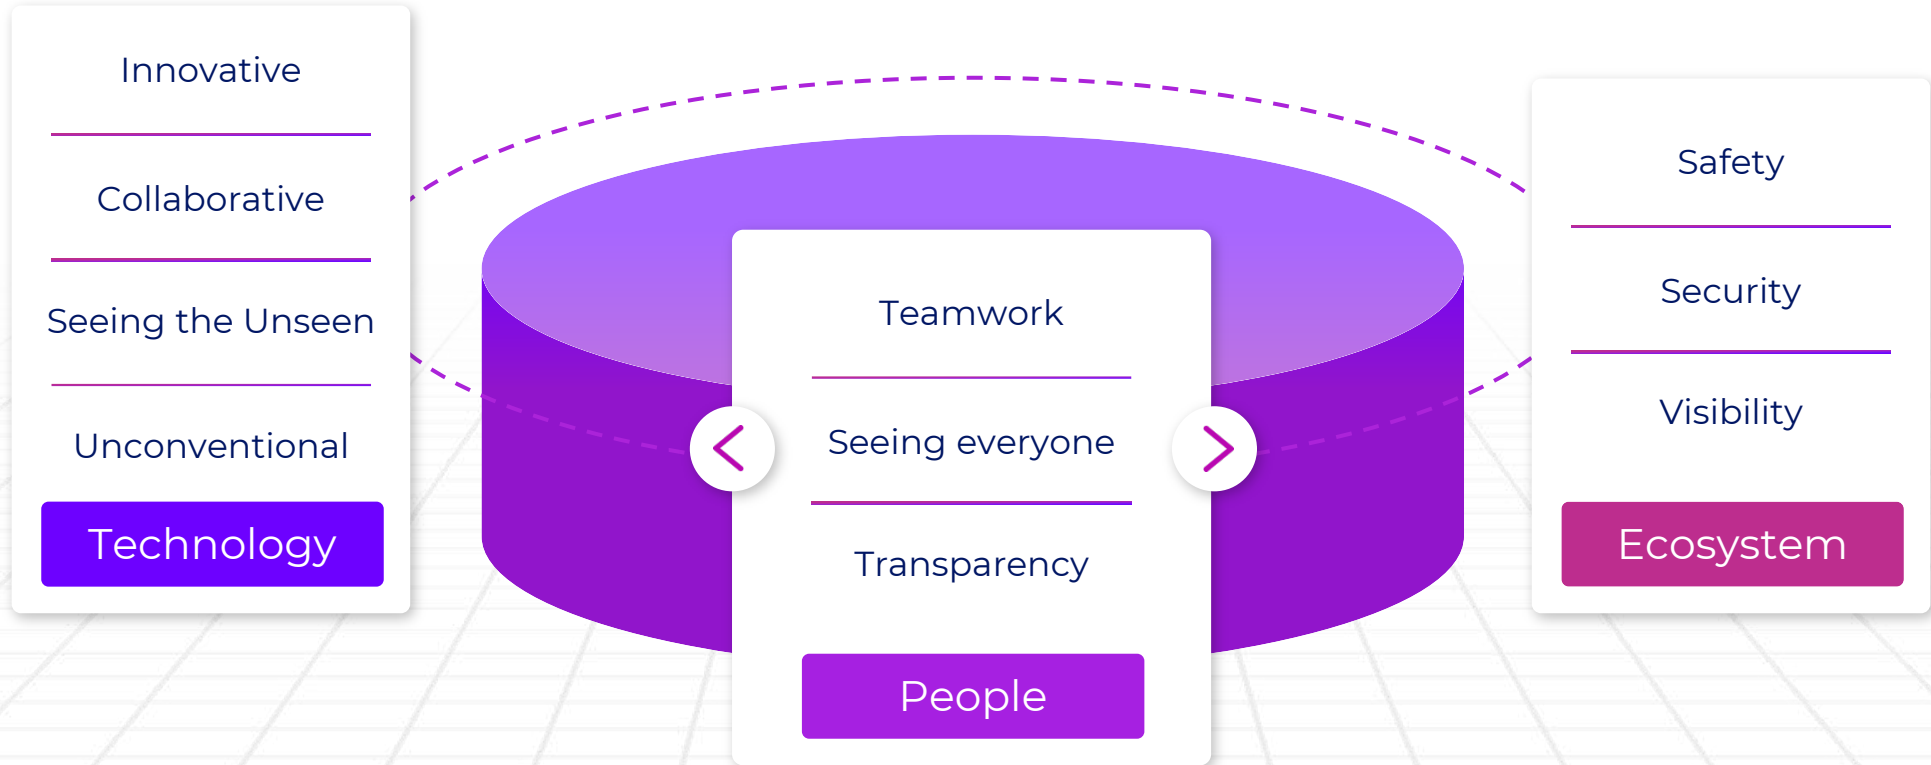 Innovative
Collaborative
Seeing the Unseen
Unconventional
Technology
Teamwork
Seeing everyone
Transparency
People
Safety
Security
Visibility
Ecosystem